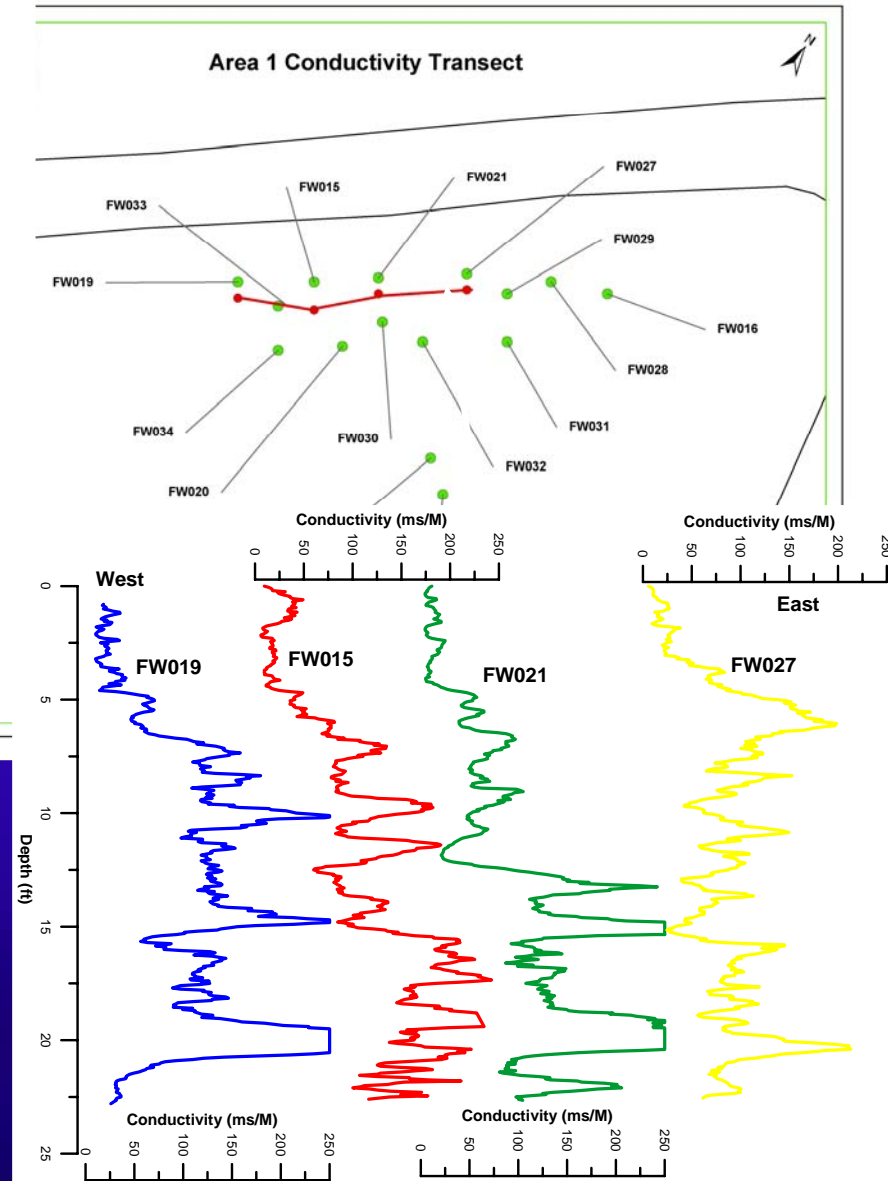 Area 1 Conductivity Transect
N
FW027
FW021
FW015
FW033
FW029
FW019
FW016
FW028
FW031
FW034
FW030
FW032
FW020
Conductivity (ms/M)
0 50 100 150 200 250
Conductivity (ms/M)
0 50 100 150 200 250
West
East
FW019
FW015
FW021
FW027
Depth (ft)
0
5
10
15
20
25
Conductivity (ms/M)
0 50 100 150 200 250
Conductivity (ms/M)
0 50 100 150 200 250